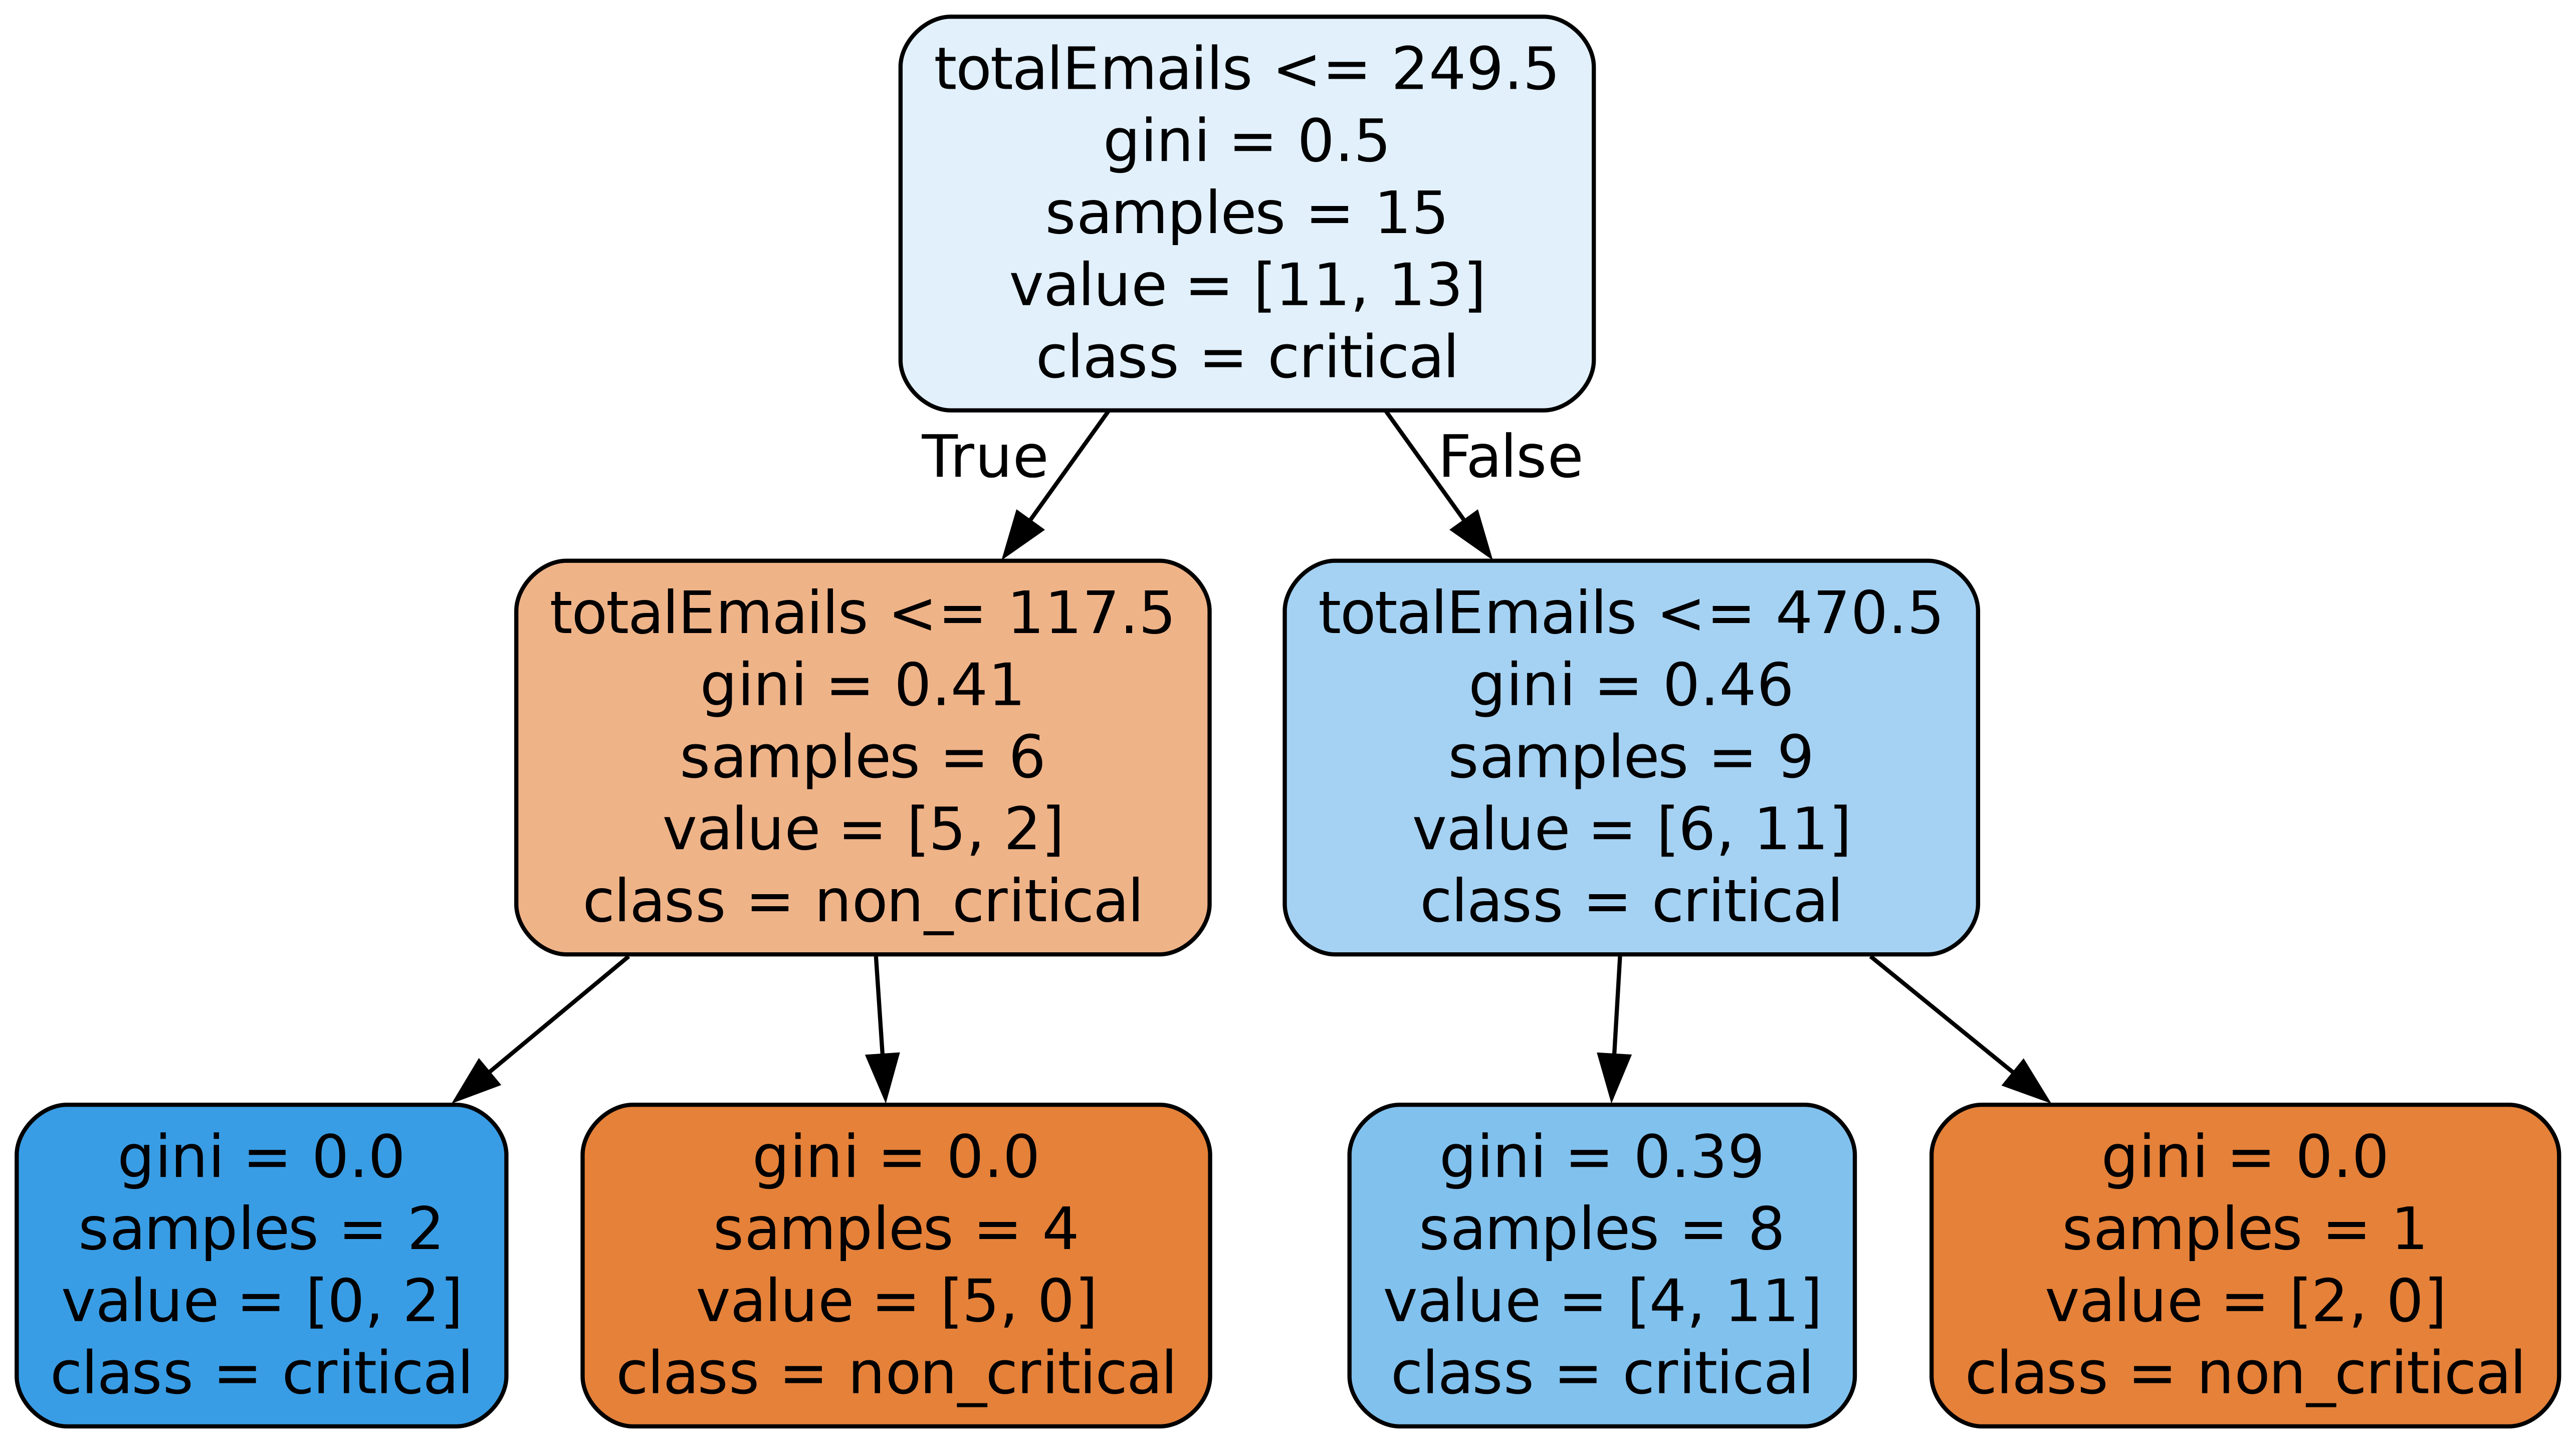 totalEmails <= 249.5
gini = 0.5
samples = 15
value = [11, 13]
class = critical
True
False
totalEmails <= 117.5
gini = 0.41
samples = 6
value = [5, 2]
class = non_critical
totalEmails <= 470.5
gini = 0.46
samples = 9
value = [6, 11]
class = critical
gini = 0.0
samples = 2
value = [0, 2]
class = critical
gini = 0.0
samples = 4
value = [5, 0]
class = non_critical
gini = 0.39
samples = 8
value = [4, 11]
class = critical
gini = 0.0
samples = 1
value = [2, 0]
class = non_critical